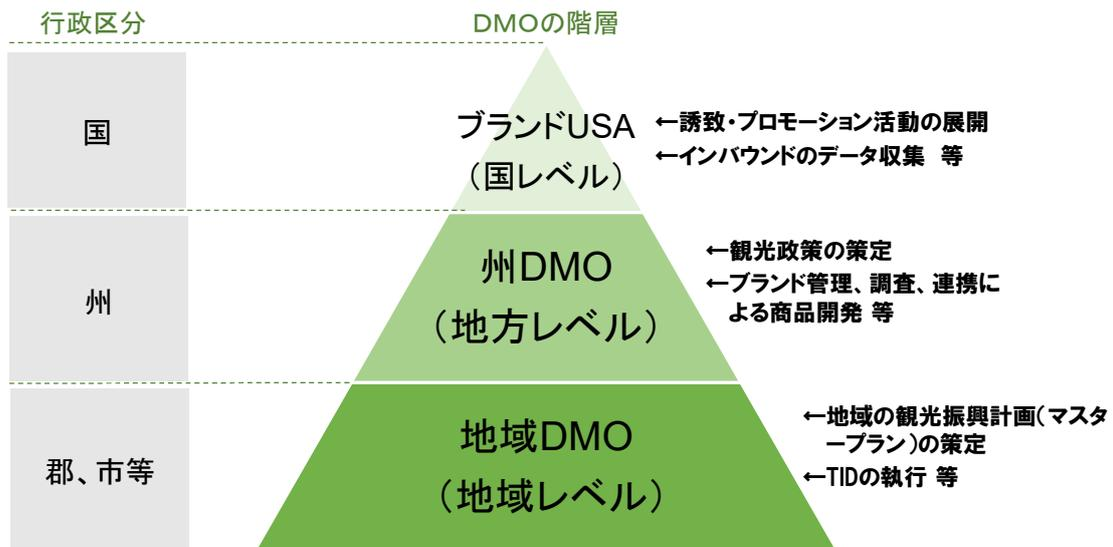 行政区分
DMOの階層
国
ブランドUSA
（国レベル）
←誘致・プロモーション活動の展開
←インバウンドのデータ収集 等
州
州DMO
（地方レベル）
←観光政策の策定
←ブランド管理、調査、連携に
よる商品開発 等
郡、市等
地域DMO
（地域レベル）
←地域の観光振興計画（マスタ
ープラン）の策定
←TIDの執行 等